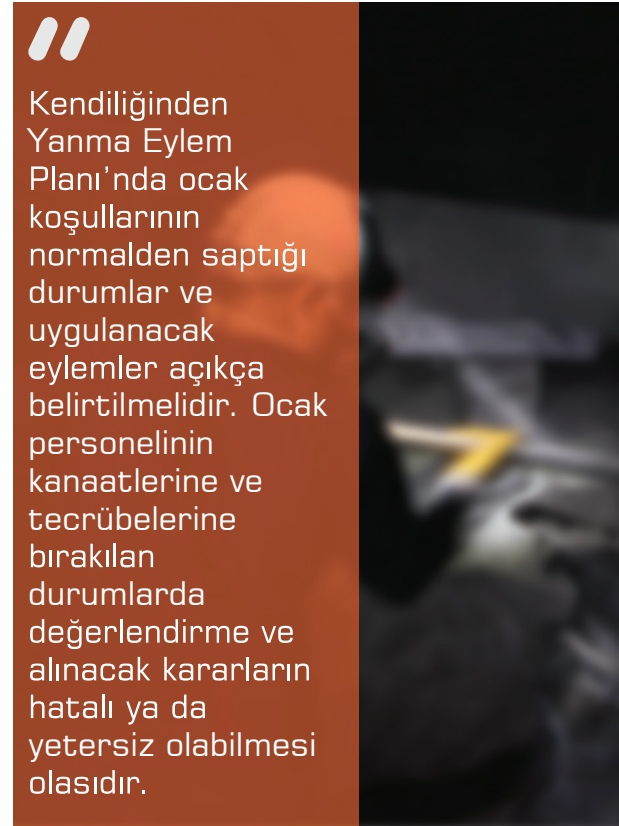 Kendiliğinden
Yanma Eylem
Planı'nda ocak
koşullarının
normalden saptığı
durumlar ve
uygulanacak
eylemler açıkça
belirtilmelidir. Ocak
personelinin
kanaatlerine ve
tecrübelerine
bırakılan
durumlarda
değerlendirme ve
alınacak kararların
hatalı ya da
yetersiz olabilmesi
olasıdır.